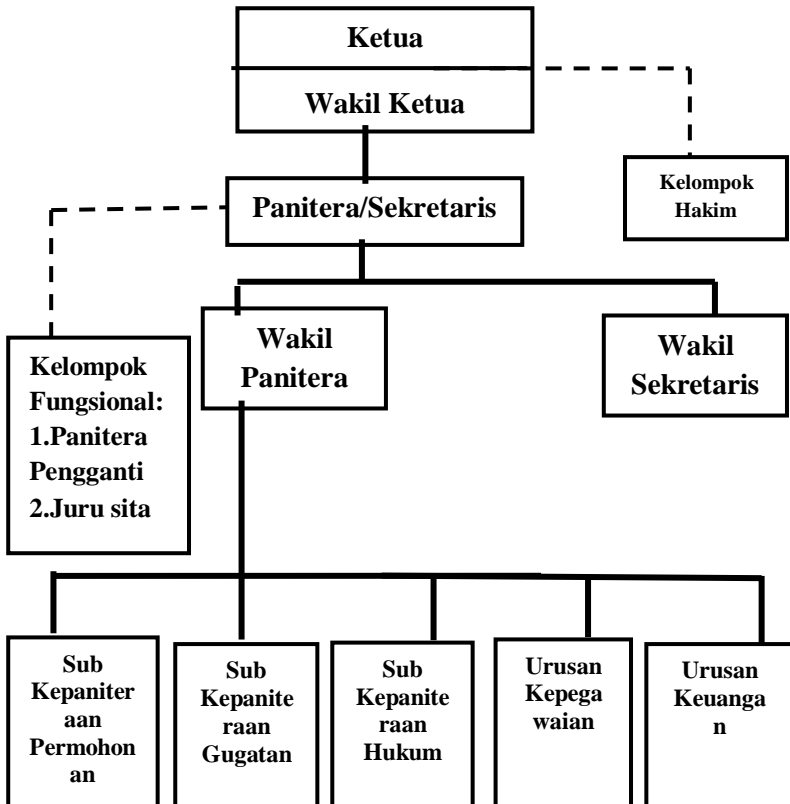 Ketua
Wakil Ketua
Kelompok
Hakim
Panitera/Sekretaris
Wakil
Panitera
Wakil
Sekretaris
Kelompok
Fungsional:
1.Panitera
Pengganti
2.Juru sita
Sub
Kepaniter
aan
Permohon
an
Sub
Kepanite
raan
Gugatan
Sub
Kepanite
raan
Hukum
Urusan
Kepega
waian
Urusan
Keuanga
n